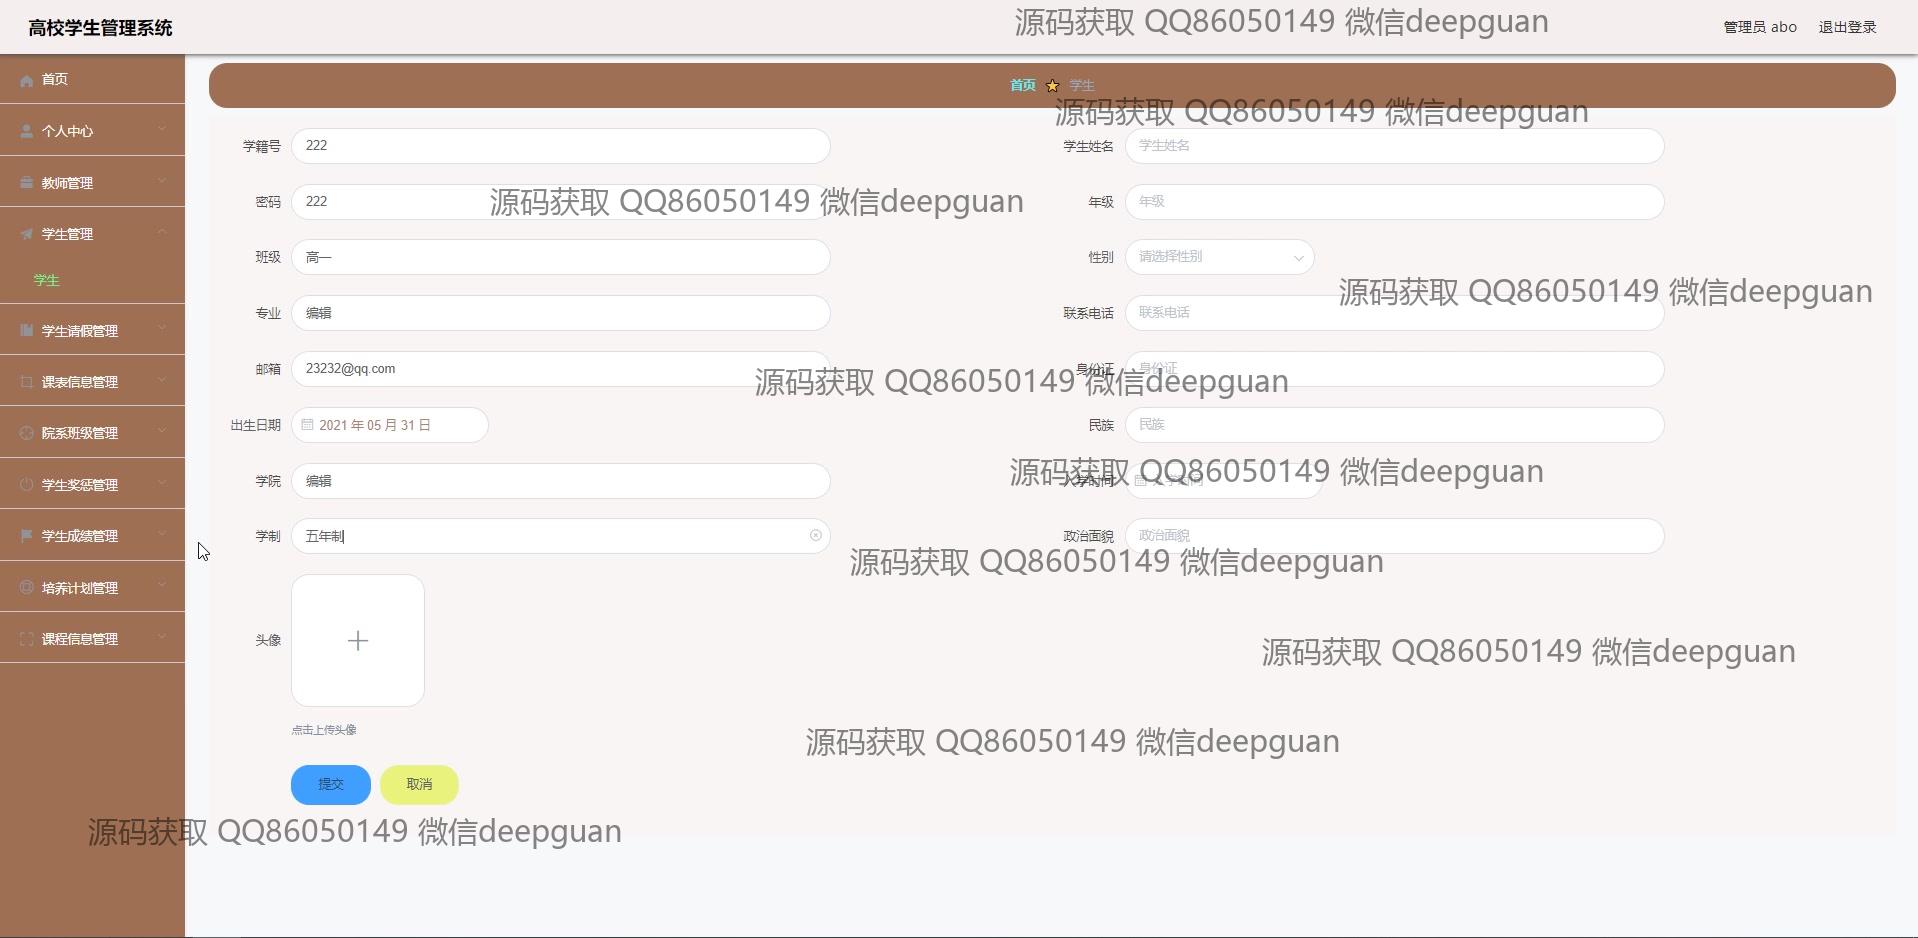 高校学生管理系统
源码获取 QQ86050149 微信deepguan
管理员 abo 退出登录
首页
个人中心
教师管理
学生管理
学生
学生请假管理
课表信息管理
院系班级管理
学生奖惩管理
学生成绩管理
培养计划管理
课程信息管理
首页 学生
源码获取 QQ86050149 微信deepguan
学籍号 222
学生姓名 学生姓名
密码 222
源码获取 QQ86050149 微信deepguan
年级 年级
班级 高一
性别 请选择性别
源码获取 QQ86050149 微信deepguan
专业 编辑
联系电话 联系电话
邮箱 23232@qq.com
身份证 身份证
源码获取 QQ86050149 微信deepguan
出生日期 2021 年 05 月 31 日
民族 民族
源码获取 QQ86050149 微信deepguan
学院 编辑
入学时间 入学时间
学制 五年制
政治面貌 政治面貌
源码获取 QQ86050149 微信deepguan
头像
源码获取 QQ86050149 微信deepguan
点击上传头像
源码获取 QQ86050149 微信deepguan
提交 取消
源码获取 QQ86050149 微信deepguan